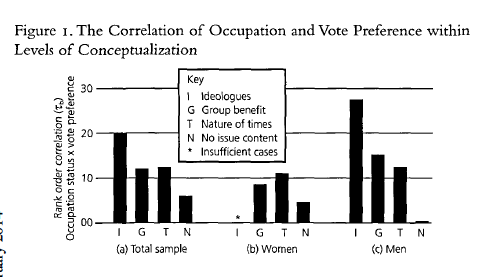 Figure 1. The Correlation of Occupation and Vote Preference within
Levels of Conceptualization
Rank order correlation (τb)
Occupation status x vote preference
30
20
10
00
Key
I Ideologues
G Group benefit
T Nature of times
N No issue content
* Insufficient cases
*
I G T N
I G T N
I G T N
(a) Total sample
(b) Women
(c) Men